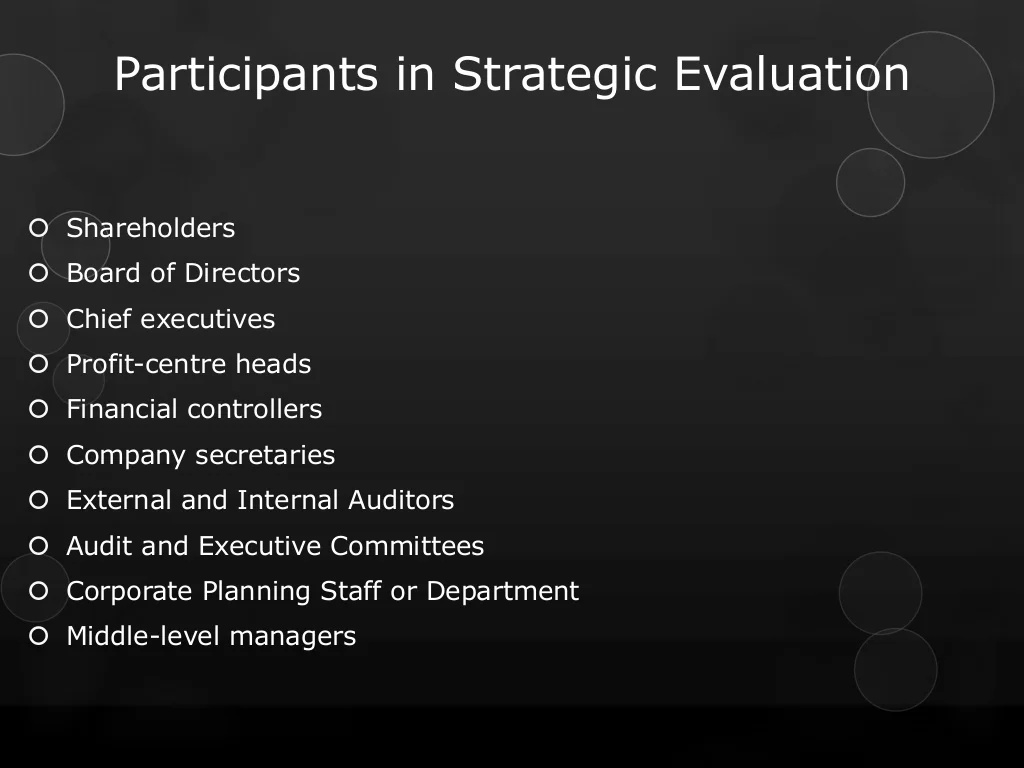 Participants in Strategic Evaluation
Shareholders
Board of Directors
Chief executives
Profit-centre heads
Financial controllers
Company secretaries
External and Internal Auditors
Audit and Executive Committees
Corporate Planning Staff or Department
Middle-level managers